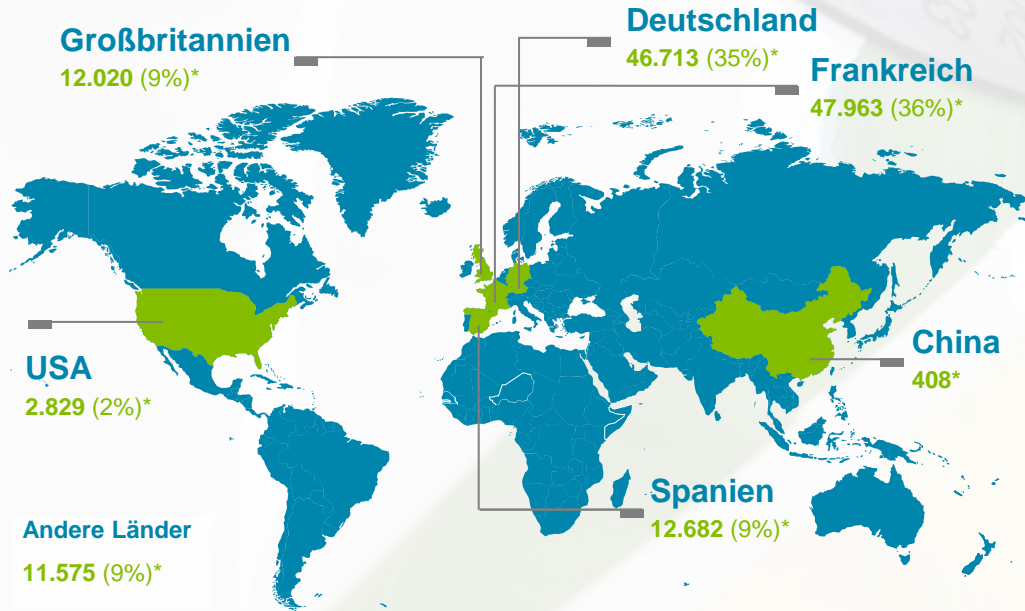 Großbritannien
12.020 (9%)*
Deutschland
46.713 (35%)*
Frankreich
47.963 (36%)*
USA
2.829 (2%)*
China
408*
Spanien
12.682 (9%)*
Andere Länder
11.575 (9%)*